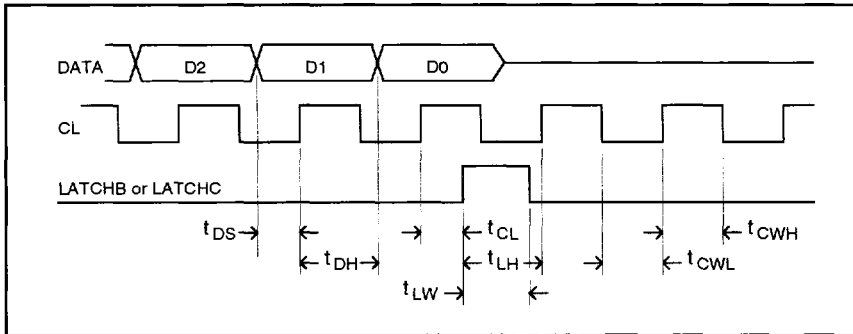 DATA D2 D1 D0
CL
LATCHB or LATCHC
tDS tCL tCWH
tDH tLH tCWL
tLW